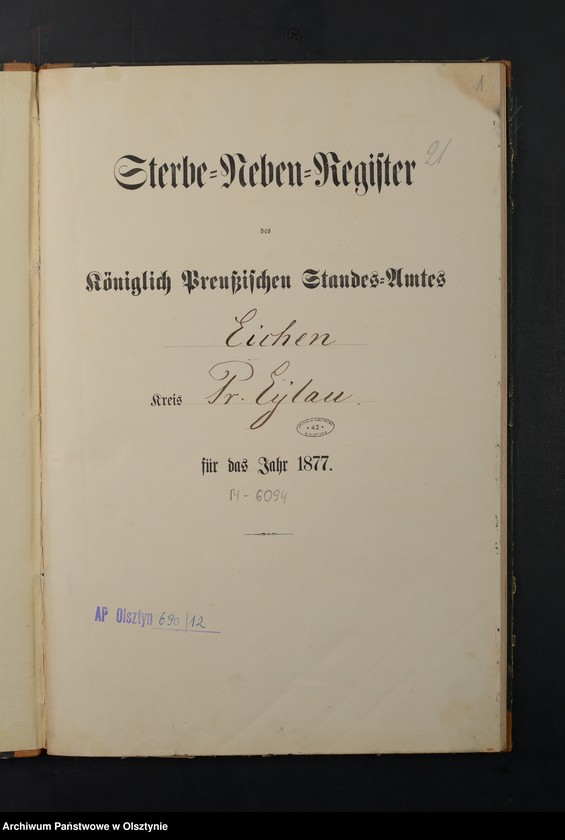 1
21
Sterbe=Neben=Register
des
Königlich Preußischen Standes=Amtes
Eichen
Kreis Pr. Eylau.
* 42 *
für das Jahr 1877.
M - 6094
AP Olsztyn 690/12
Archiwum Państwowe w Olsztynie